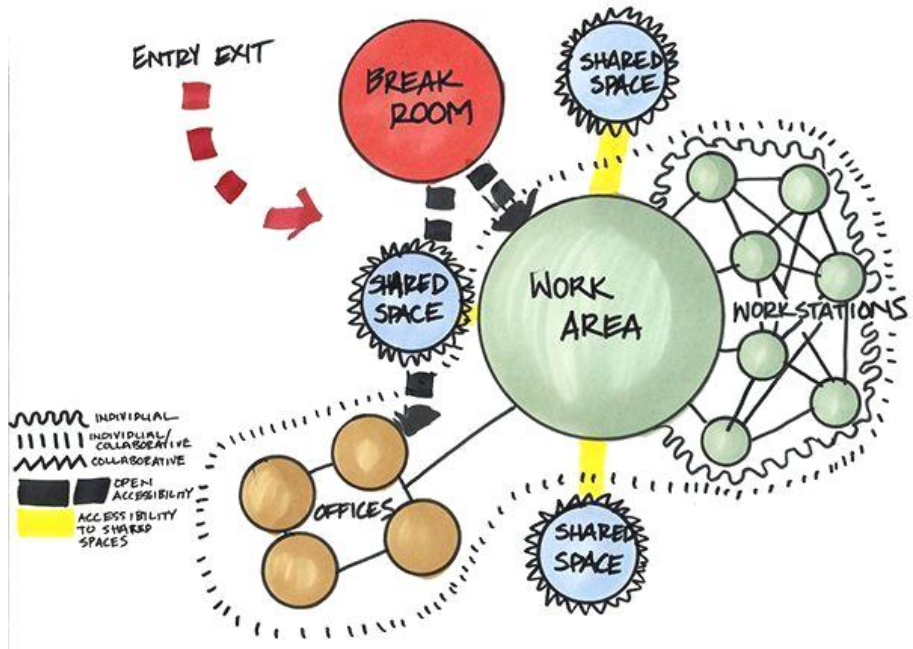 ENTRY EXIT
BREAK
ROOM
SHARED
SPACE
SHARED
SPACE
WORK
AREA
WORKSTATIONS
OFFICES
SHARED
SPACE
INDIVIDUAL
INDIVIDUAL/
COLLABORATIVE
COLLABORATIVE
OPEN
ACCESSIBILITY
ACCESSIBILITY
TO SHARED
SPACES